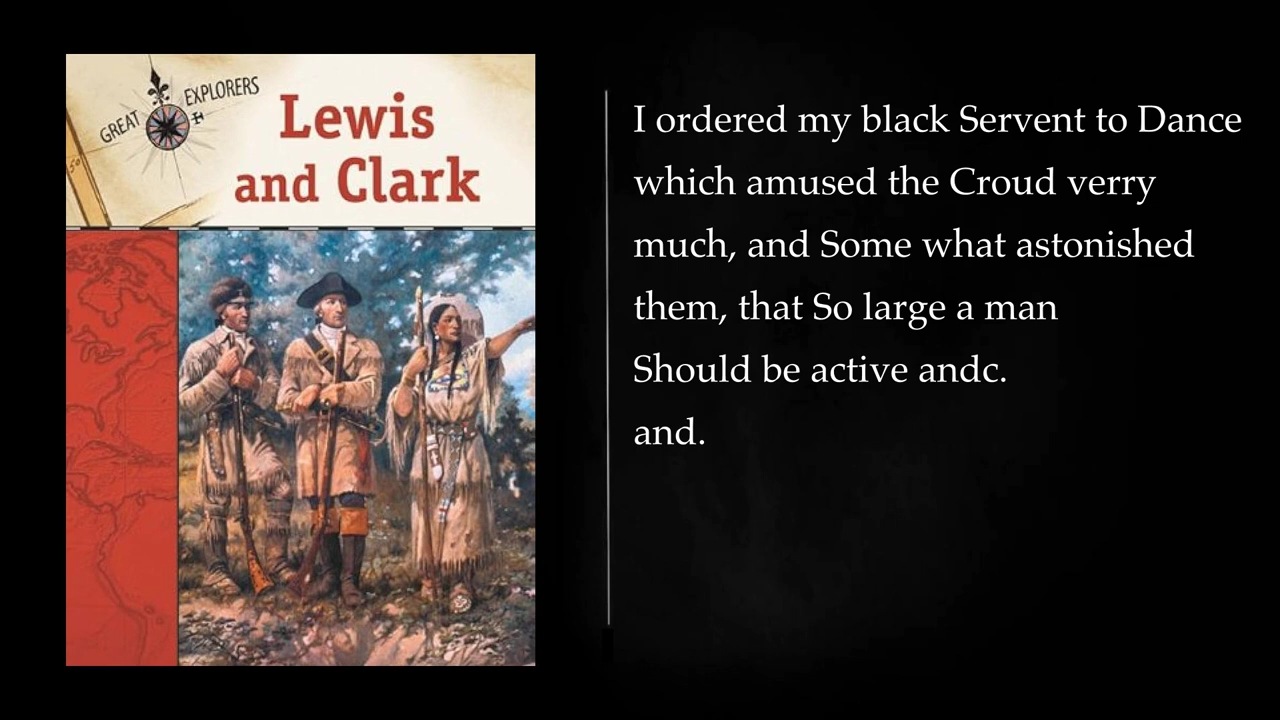 GREAT EXPLORERS
Lewis
and Clark
50
I ordered my black Servent to Dance
which amused the Croud verry
much, and Some what astonished
them, that So large a man
Should be active andc.
and.